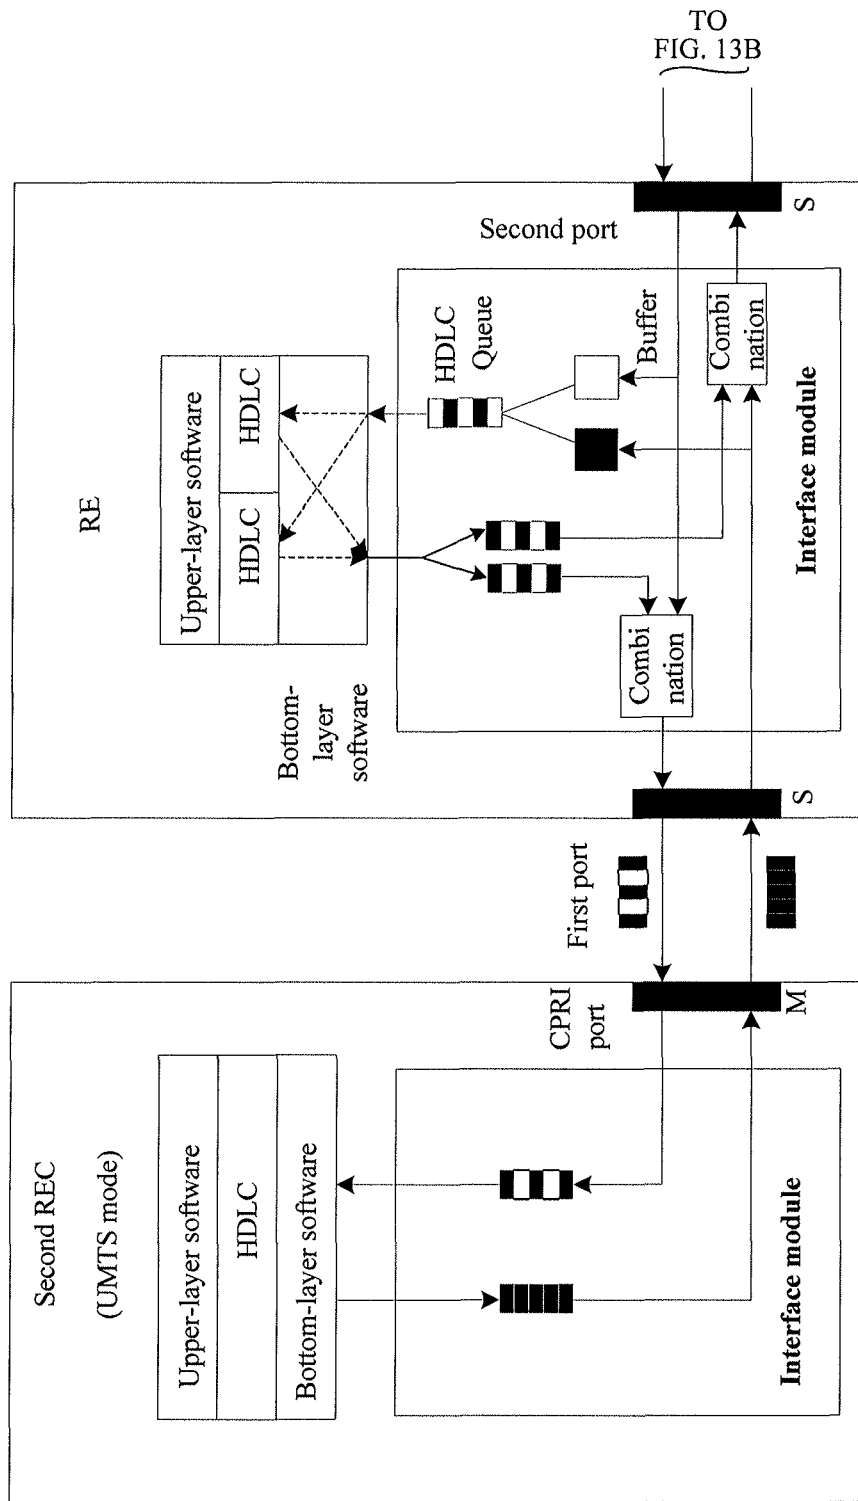 TO
FIG. 13B
RE
Upper-layer software
HDLC
HDLC
Bottom-
layer
software
HDLC
Queue
Buffer
Second port
Combi
nation
Combi
nation
Interface module
S
S
First port
Second REC
(UMTS mode)
Upper-layer software
HDLC
Bottom-layer software
CPRI
port
M
Interface module